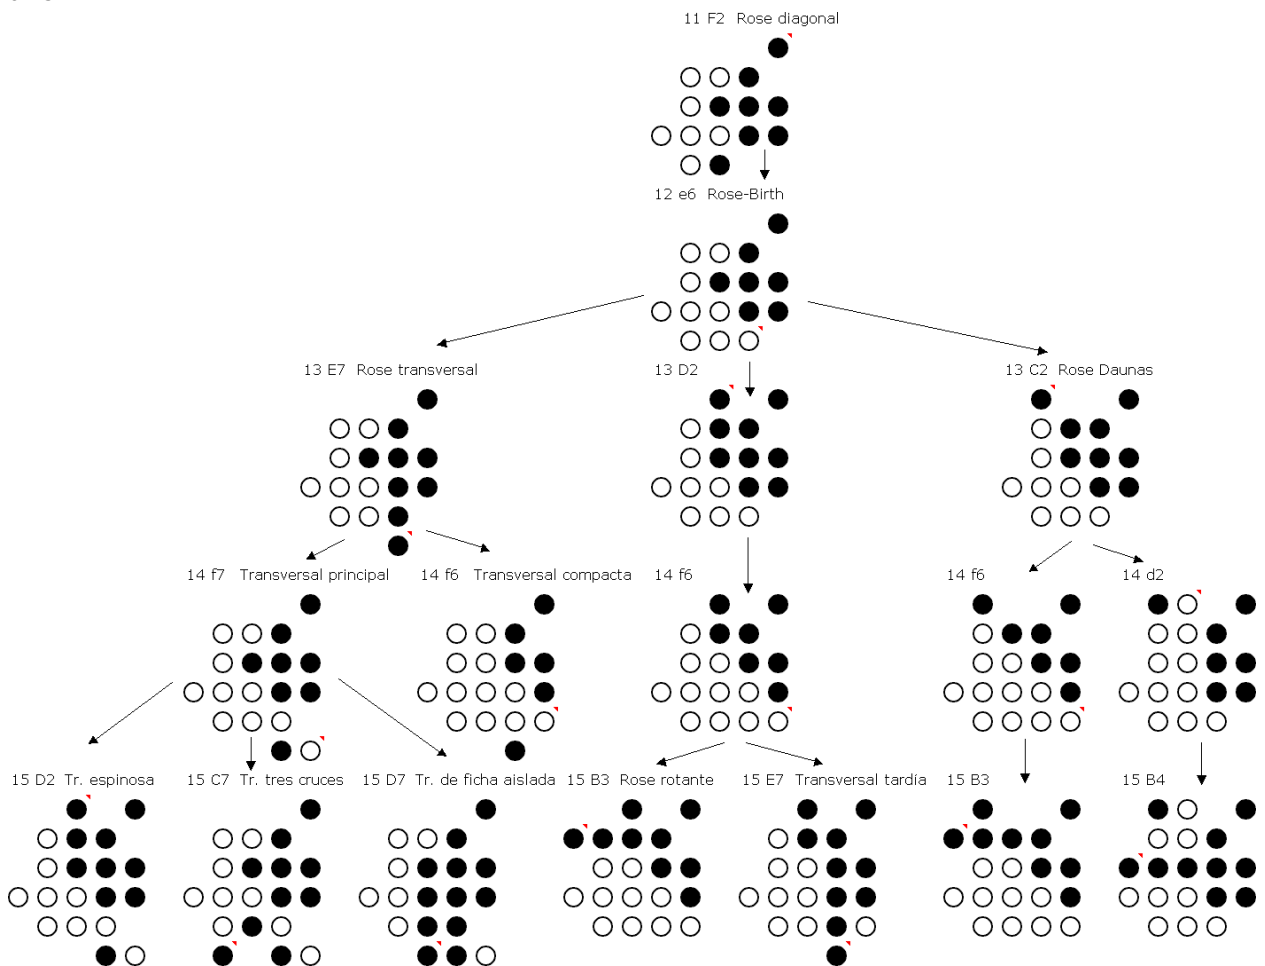 11 F2 Rose diagonal
12 e6 Rose-Birth
13 E7 Rose transversal
13 D2
13 C2 Rose Daunas
14 f7 Transversal principal
14 f6 Transversal compacta
14 f6
14 f6
14 d2
15 D2 Tr. espinosa
15 C7 Tr. tres cruces
15 D7 Tr. de ficha aislada
15 B3 Rose rotante
15 E7 Transversal tardía
15 B3
15 B4